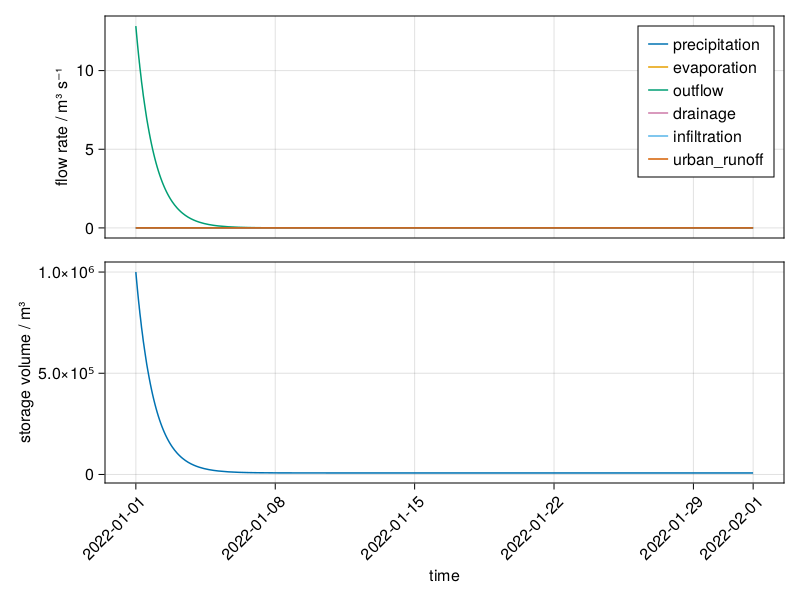 flow rate / m³ s⁻¹
10
5
0
precipitation
evaporation
outflow
drainage
infiltration
urban_runoff
storage volume / m³
1.0×10⁶
5.0×10⁵
0
2022-01-01
2022-01-08
2022-01-15
2022-01-22
2022-01-29
2022-02-01
time